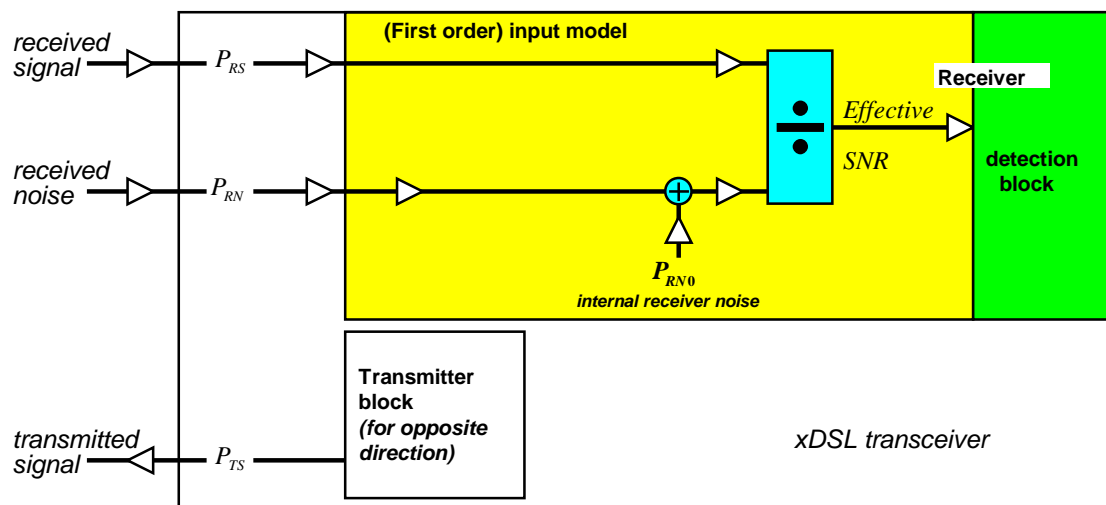 received
signal
P_RS
(First order) input model
Receiver
Effective
SNR
÷
detection
block
received
noise
P_RN
+
P_RN0
internal receiver noise
Transmitter
block
(for opposite
direction)
transmitted
signal
P_TS
xDSL transceiver